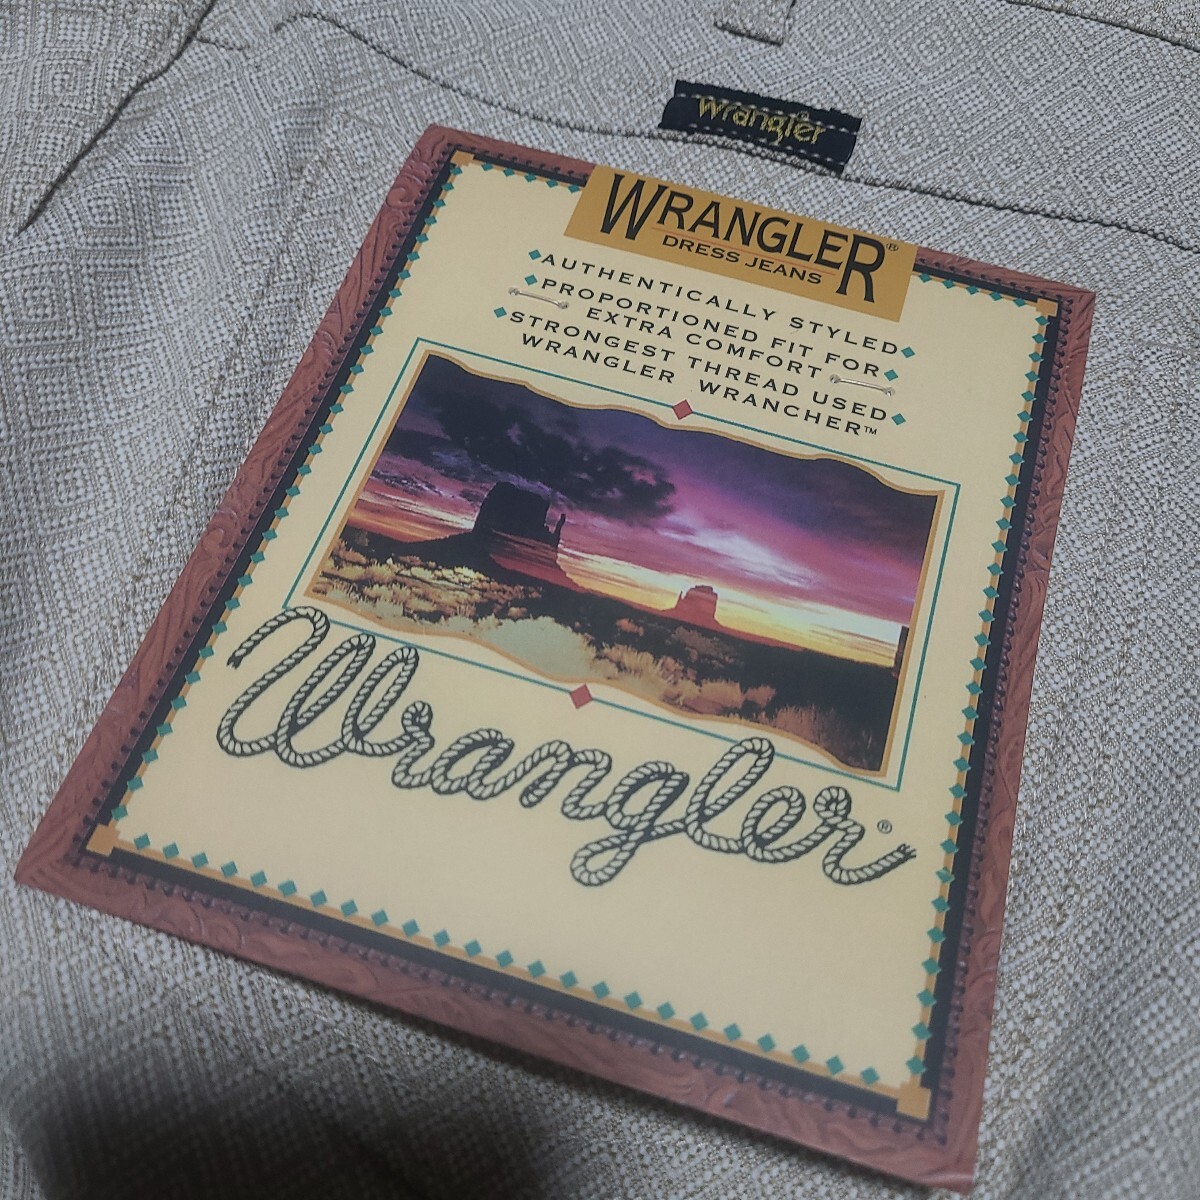 Wrangler
WRANGLER®
DRESS JEANS
AUTHENTICALLY STYLED
PROPORTIONED FIT FOR
EXTRA COMFORT
STRONGEST THREAD USED
WRANGLER WRANCHER™
Wrangler®